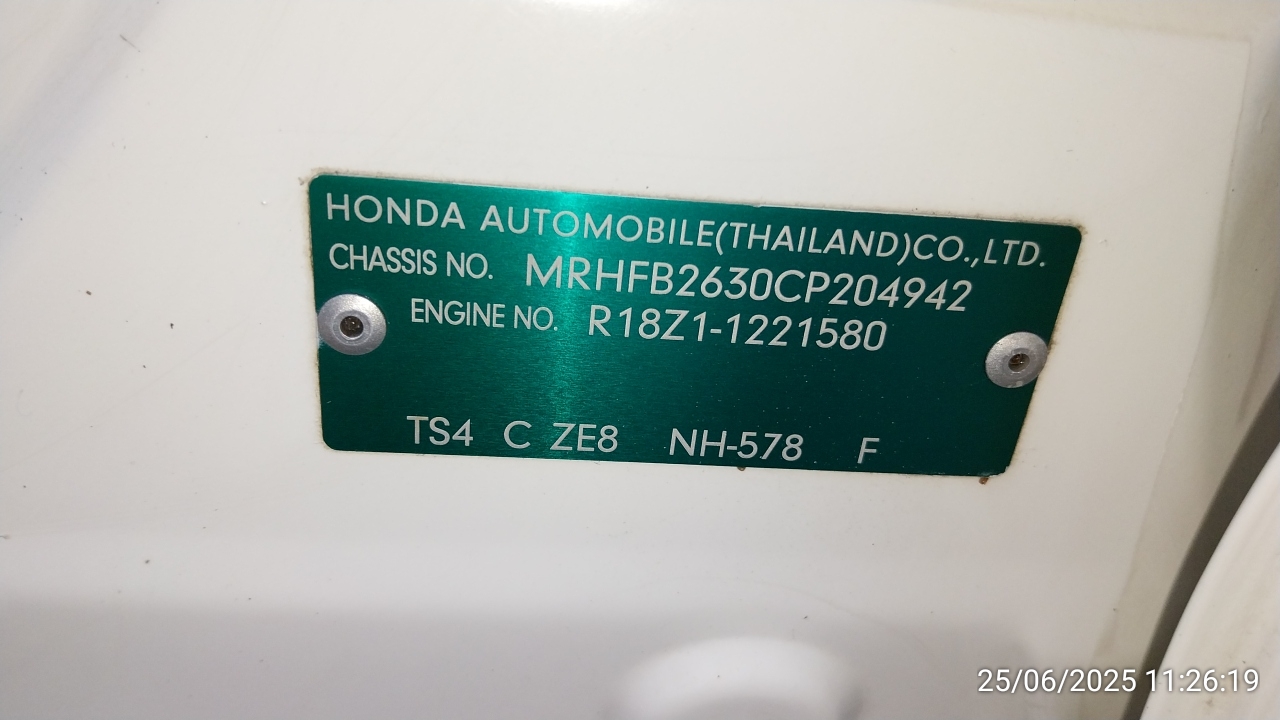 HONDA AUTOMOBILE(THAILAND)CO.,LTD.
CHASSIS NO. MRHFB2630CP204942
ENGINE NO. R18Z1-1221580
TS4 C ZE8 NH-578 F
25/06/2025 11:26:19